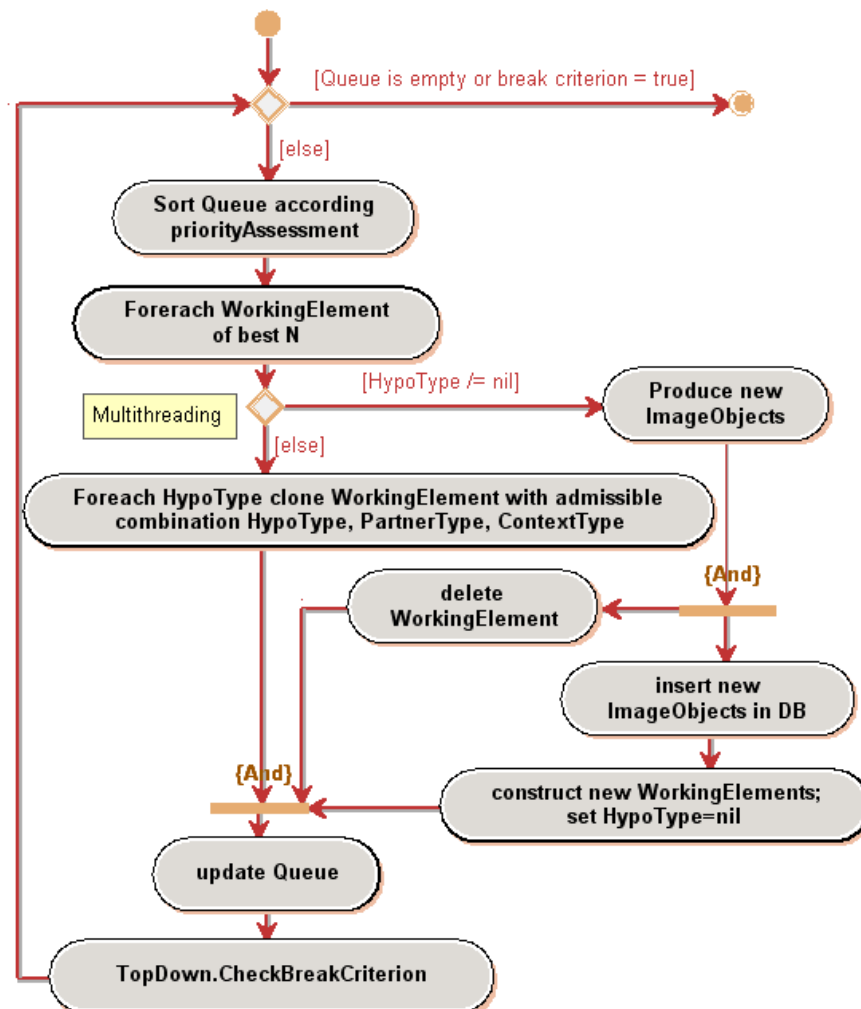 [Queue is empty or break criterion = true]
[else]
Sort Queue according
priorityAssessment
Forerach WorkingElement
of best N
[HypoType /= nil]
Produce new
ImageObjects
Multithreading
[else]
Foreach HypoType clone WorkingElement with admissible
combination HypoType, PartnerType, ContextType
{And}
delete
WorkingElement
insert new
ImageObjects in DB
{And}
construct new WorkingElements;
set HypoType=nil
update Queue
TopDown.CheckBreakCriterion